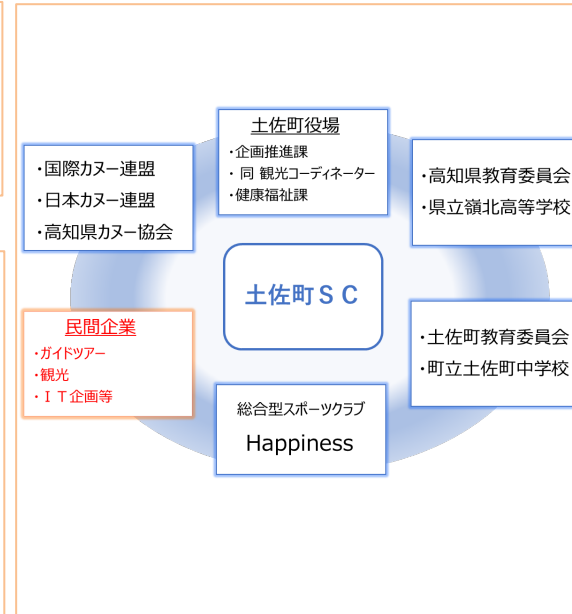 土佐町役場
・企画推進課
・ 同 観光コーディネーター
・健康福祉課
・国際カヌー連盟
・日本カヌー連盟
・高知県カヌー協会
・高知県教育委員会
・県立嶺北高等学校
土佐町ＳＣ
民間企業
・ガイドツアー
・観光
・ＩＴ企画等
・土佐町教育委員会
・町立土佐町中学校
総合型スポーツクラブ
Happiness